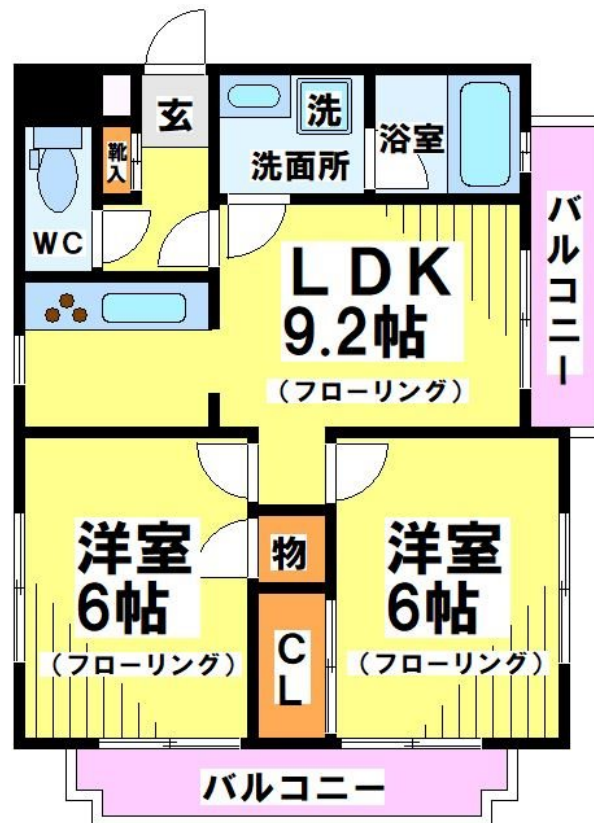 玄
洗
洗面所
浴室
靴入
WC
バルコニー
LDK
9.2帖
(フローリング)
洋室
6帖
(フローリング)
物
CL
洋室
6帖
(フローリング)
バルコニー